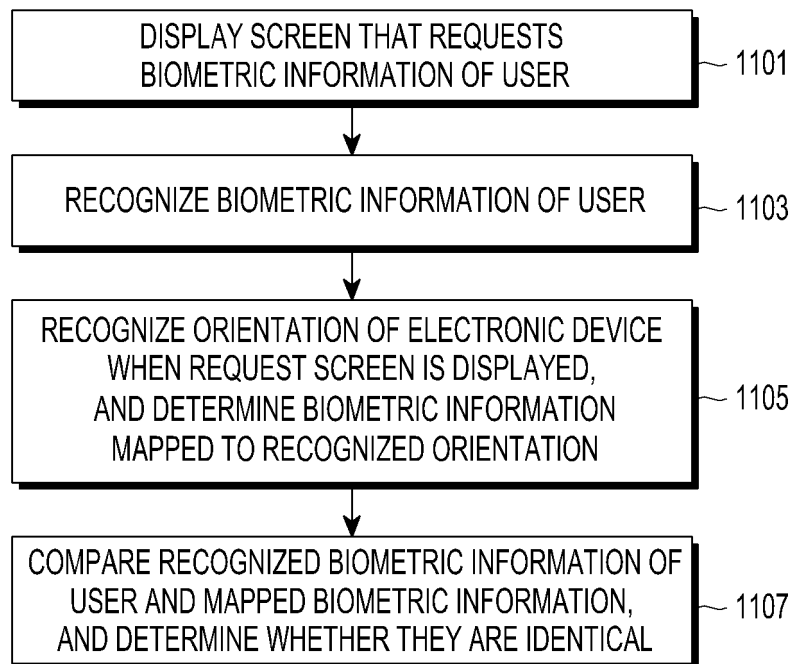 DISPLAY SCREEN THAT REQUESTS
BIOMETRIC INFORMATION OF USER
1101
RECOGNIZE BIOMETRIC INFORMATION OF USER
1103
RECOGNIZE ORIENTATION OF ELECTRONIC DEVICE
WHEN REQUEST SCREEN IS DISPLAYED,
AND DETERMINE BIOMETRIC INFORMATION
MAPPED TO RECOGNIZED ORIENTATION
1105
COMPARE RECOGNIZED BIOMETRIC INFORMATION OF
USER AND MAPPED BIOMETRIC INFORMATION,
AND DETERMINE WHETHER THEY ARE IDENTICAL
1107